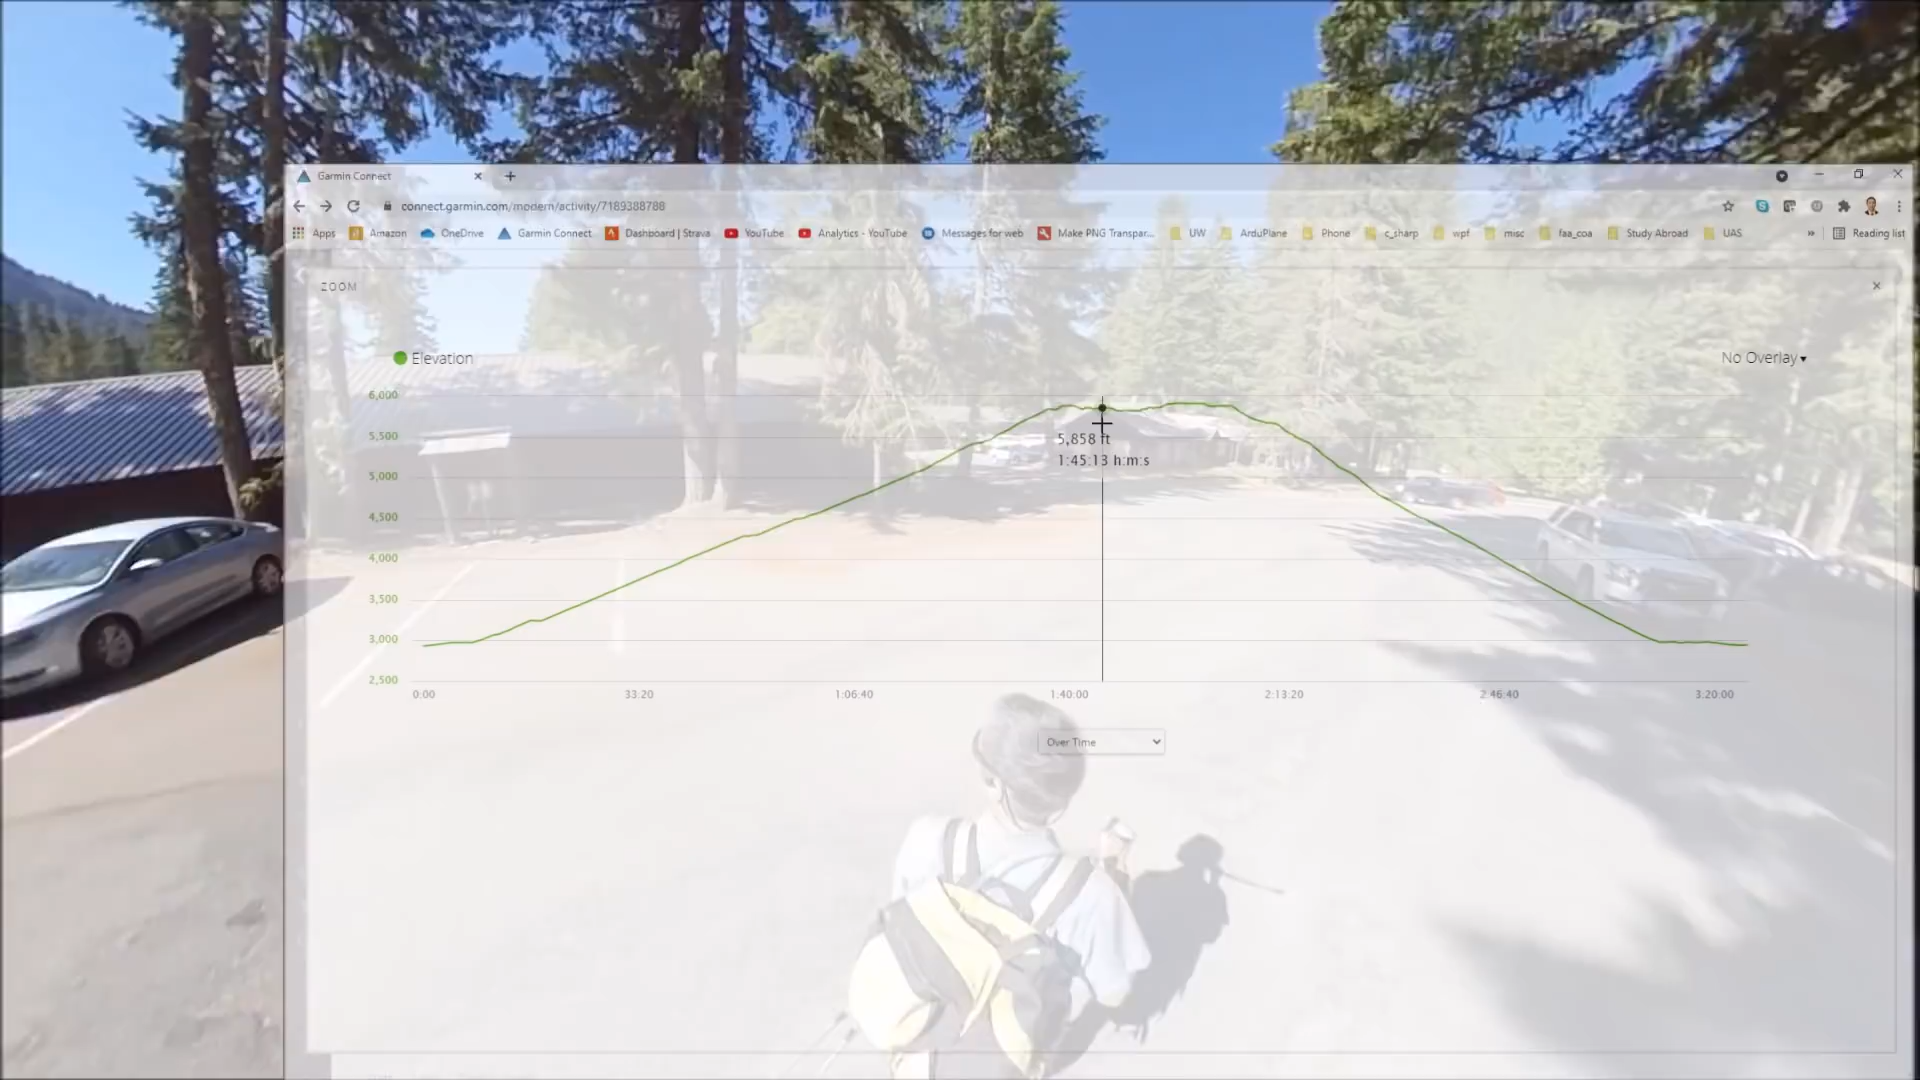 Garmin Connect
connect.garmin.com/modern/activity/7189388788
Apps Amazon OneDrive Garmin Connect Dashboard | Strava YouTube Analytics - YouTube Messages for web Make PNG Transpar... UW ArduPlane Phone c_sharp wpf misc faa_coa Study Abroad UAS » Reading list
ZOOM
Elevation No Overlay
6,000
5,500
5,000
4,500
4,000
3,500
3,000
2,500
5,858 ft
1:45:13 h:m:s
0:00 33:20 1:06:40 1:40:00 2:13:20 2:46:40 3:20:00
Over Time